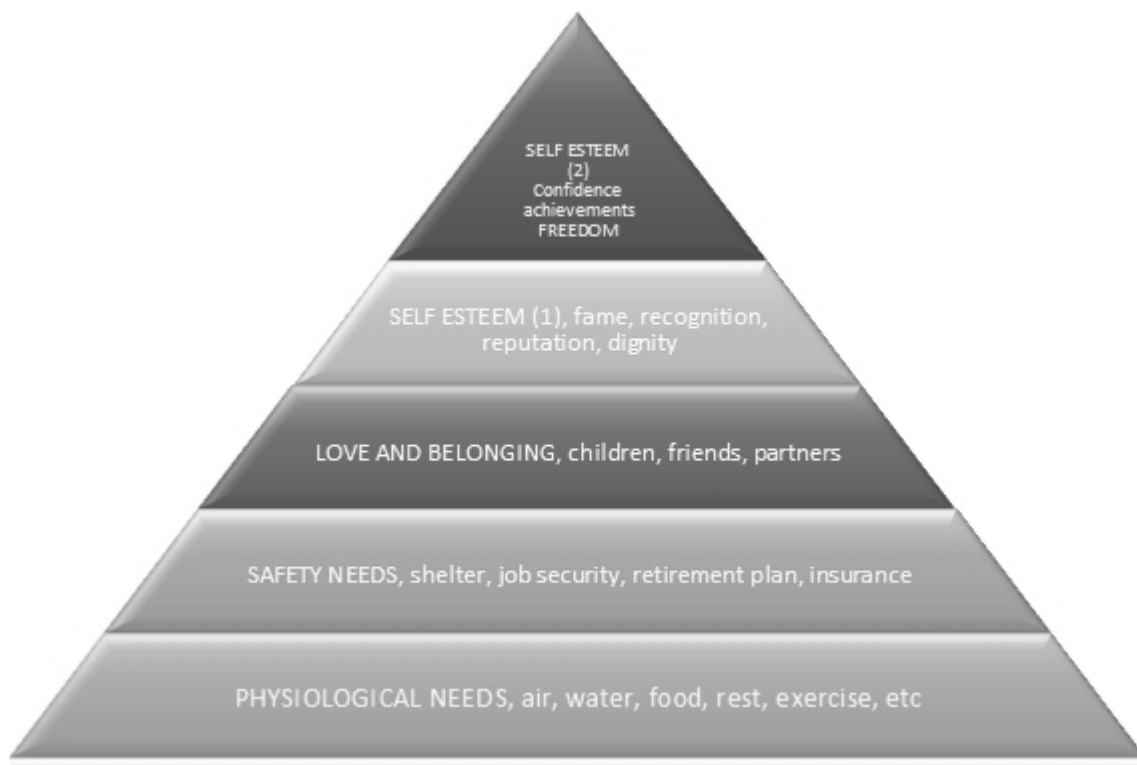 SELF ESTEEM
(2)
Confidence
achievements
FREEDOM
SELF ESTEEM (1), fame, recognition,
reputation, dignity
LOVE AND BELONGING, children, friends, partners
SAFETY NEEDS, shelter, job security, retirement plan, insurance
PHYSIOLOGICAL NEEDS, air, water, food, rest, exercise, etc